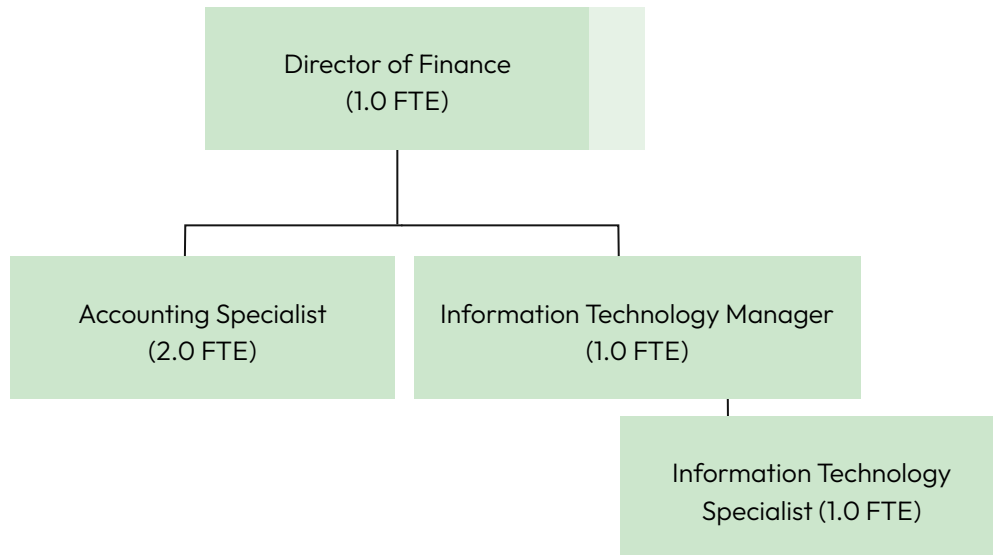 Director of Finance
(1.0 FTE)
Accounting Specialist
(2.0 FTE)
Information Technology Manager
(1.0 FTE)
Information Technology
Specialist (1.0 FTE)